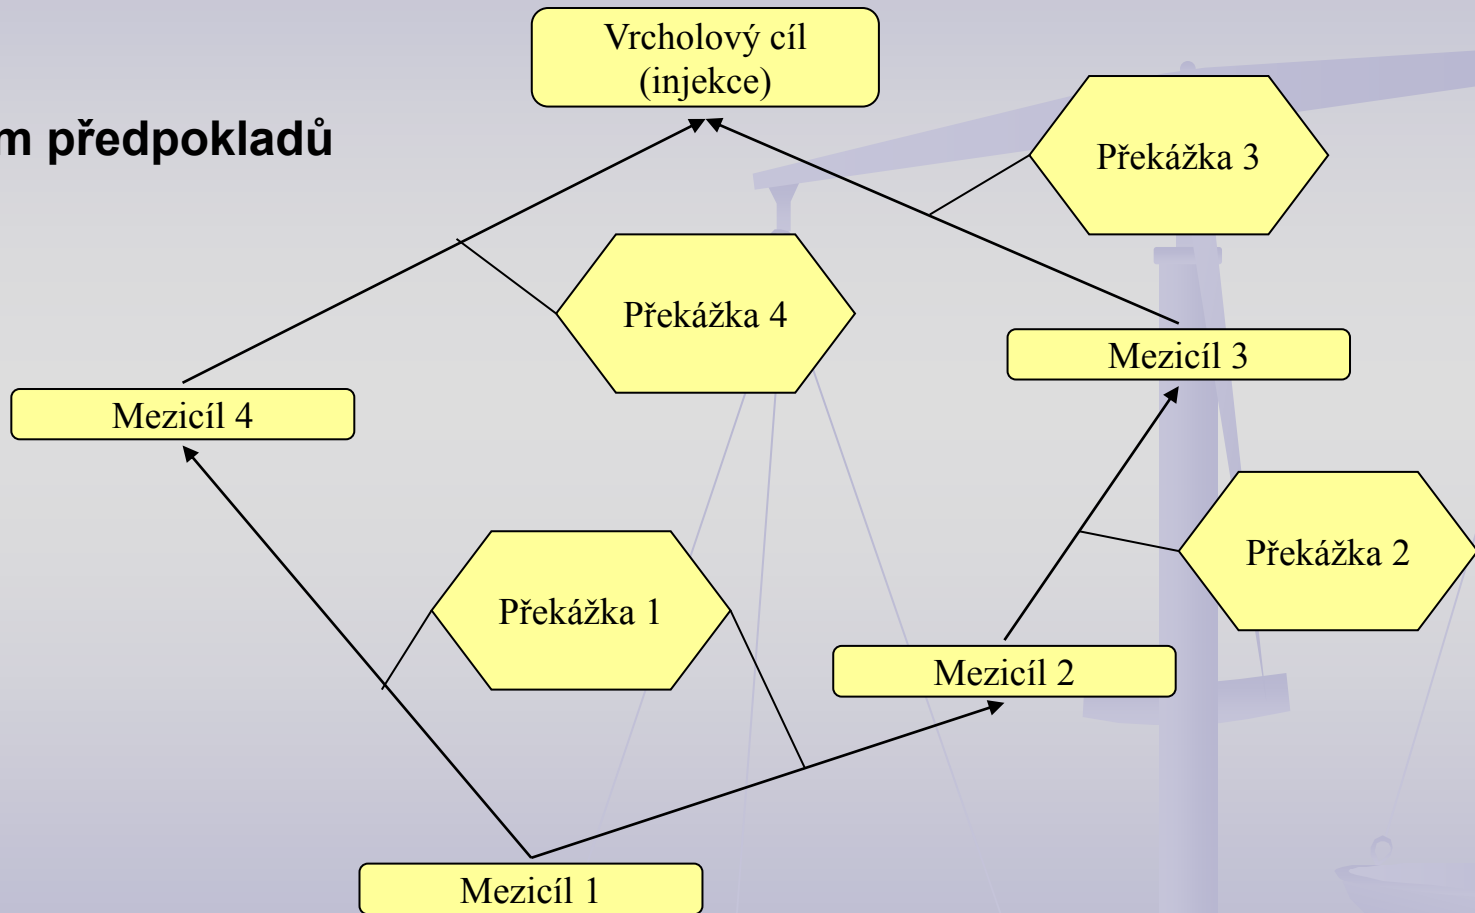 Vrcholový cíl
(injekce)
m předpokladů
Překážka 3
Překážka 4
Mezicíl 3
Mezicíl 4
Překážka 2
Překážka 1
Mezicíl 2
Mezicíl 1